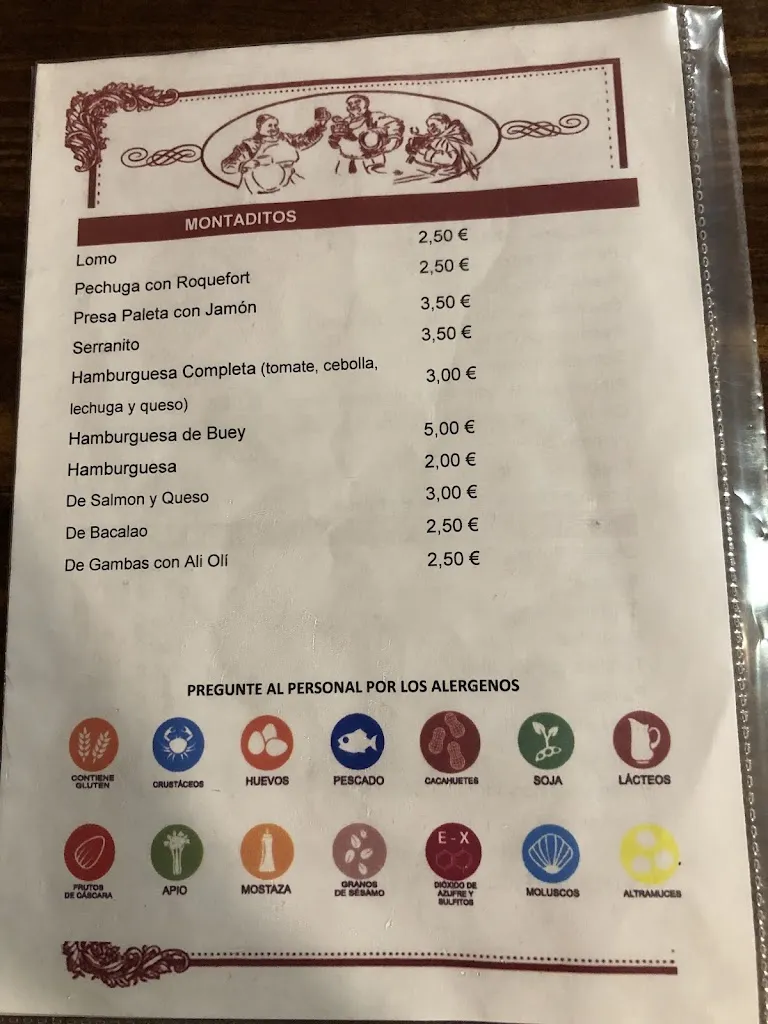 MONTADITOS
Lomo 2,50 €
Pechuga con Roquefort 2,50 €
Presa Paleta con Jamón 3,50 €
Serranito 3,50 €
Hamburguesa Completa (tomate, cebolla, 3,00 €
lechuga y queso)
Hamburguesa de Buey 5,00 €
Hamburguesa 2,00 €
De Salmon y Queso 3,00 €
De Bacalao 2,50 €
De Gambas con Ali Olí 2,50 €
PREGUNTE AL PERSONAL POR LOS ALERGENOS
CONTIENE
GLUTEN
CRUSTÁCEOS
HUEVOS
PESCADO
CACAHUETES
SOJA
LÁCTEOS
FRUTOS
DE CÁSCARA
APIO
MOSTAZA
GRANOS
DE SÉSAMO
E-X
DIÓXIDO DE
AZUFRE Y
SULFITOS
MOLUSCOS
ALTRAMUCES